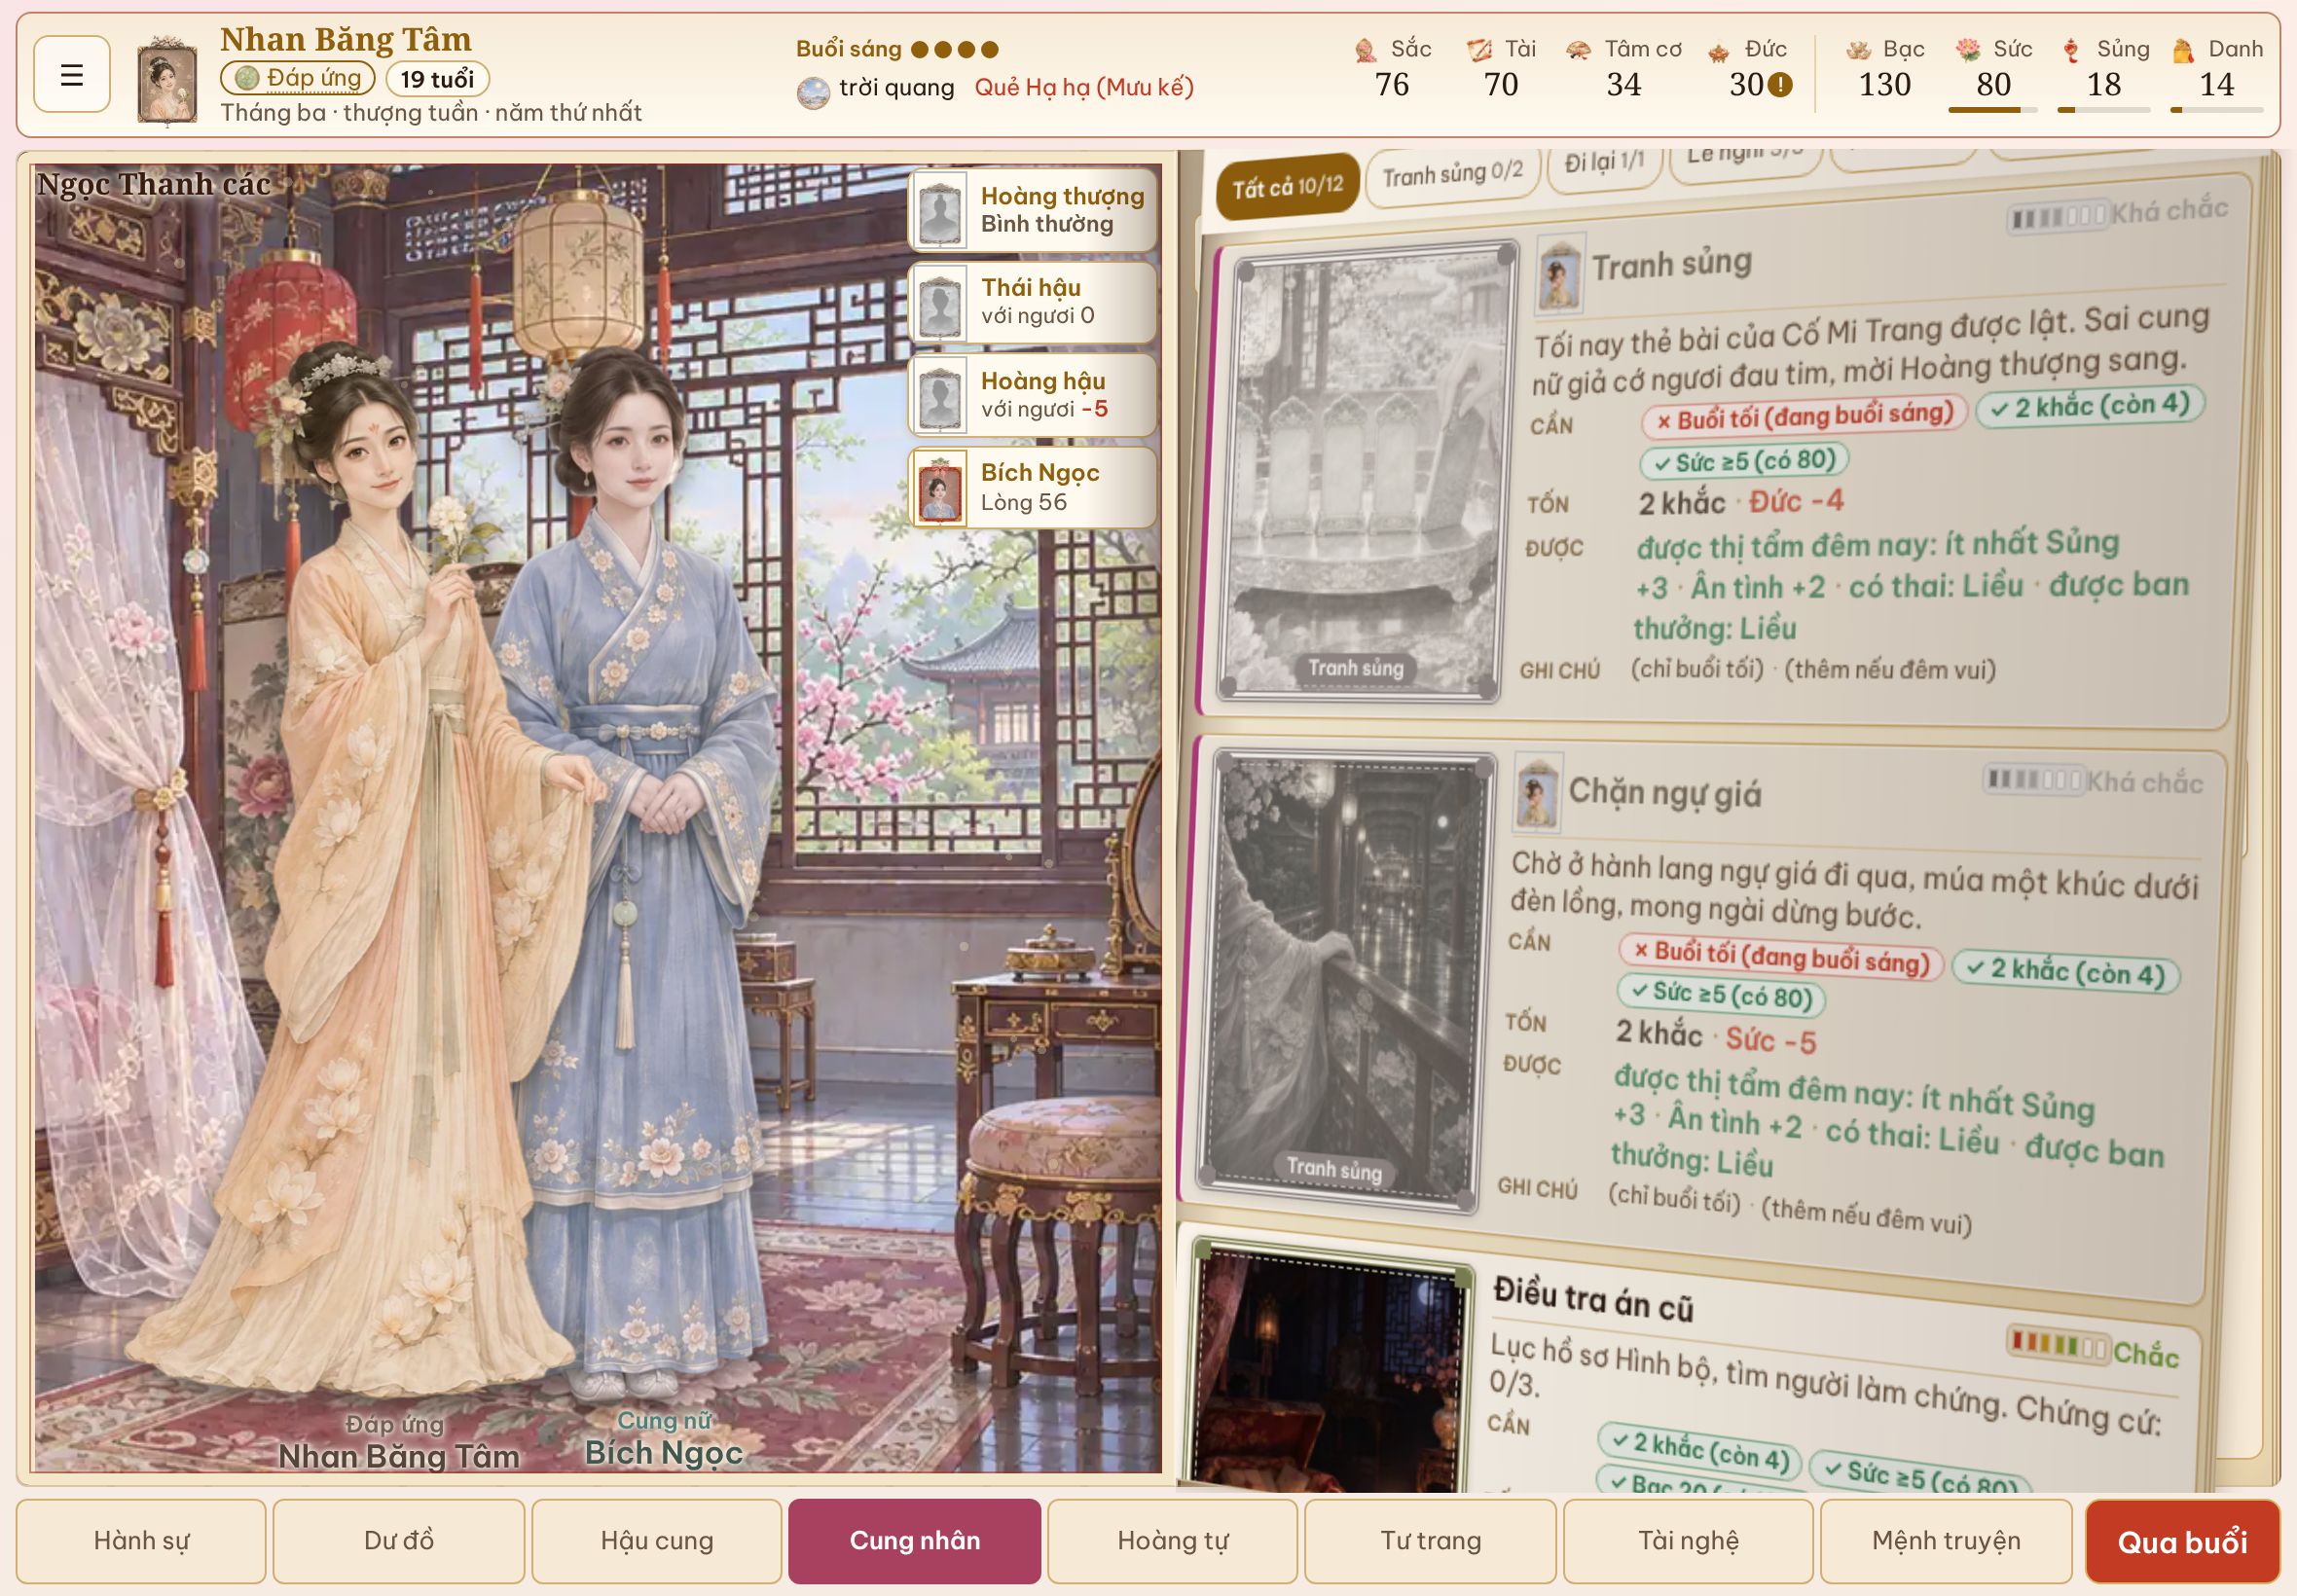 ☰
Nhan Băng Tâm
Đáp ứng
19 tuổi
Tháng ba · thượng tuần · năm thứ nhất
Buổi sáng
trời quang Quẻ Hạ hạ (Mưu kế)
Sắc
76
Tài
70
Tâm cơ
34
Đức
30 !
Bạc
130
Sức
80
Sủng
18
Danh
14
Ngọc Thanh các
Hoàng thượng
Bình thường
Thái hậu
với ngươi 0
Hoàng hậu
với ngươi -5
Bích Ngọc
Lòng 56
Đáp ứng
Nhan Băng Tâm
Cung nữ
Bích Ngọc
Tất cả 10/12
Tranh sủng 0/2
Đi lại 1/1
Lễ nghi
Tranh sủng
Khá chắc
Tối nay thẻ bài của Cố Mi Trang được lật. Sai cung
nữ giả cớ ngươi đau tim, mời Hoàng thượng sang.
CẦN
× Buổi tối (đang buổi sáng)
✓ 2 khắc (còn 4)
✓ Sức ≥5 (có 80)
TỐN
2 khắc · Đức -4
ĐƯỢC
được thị tẩm đêm nay: ít nhất Sủng
+3 · Ân tình +2 · có thai: Liều · được ban
thưởng: Liều
GHI CHÚ
(chỉ buổi tối) · (thêm nếu đêm vui)
Tranh sủng
Chặn ngự giá
Khá chắc
Chờ ở hành lang ngự giá đi qua, múa một khúc dưới
đèn lồng, mong ngài dừng bước.
CẦN
× Buổi tối (đang buổi sáng)
✓ 2 khắc (còn 4)
✓ Sức ≥5 (có 80)
TỐN
2 khắc · Sức -5
ĐƯỢC
được thị tẩm đêm nay: ít nhất Sủng
+3 · Ân tình +2 · có thai: Liều · được ban
thưởng: Liều
GHI CHÚ
(chỉ buổi tối) · (thêm nếu đêm vui)
Tranh sủng
Điều tra án cũ
Chắc
Lục hồ sơ Hình bộ, tìm người làm chứng. Chứng cứ:
0/3.
CẦN
✓ 2 khắc (còn 4)
✓ Sức ≥5 (có 80)
✓ Bạc 20
Hành sự
Dư đồ
Hậu cung
Cung nhân
Hoàng tự
Tư trang
Tài nghệ
Mệnh truyện
Qua buổi